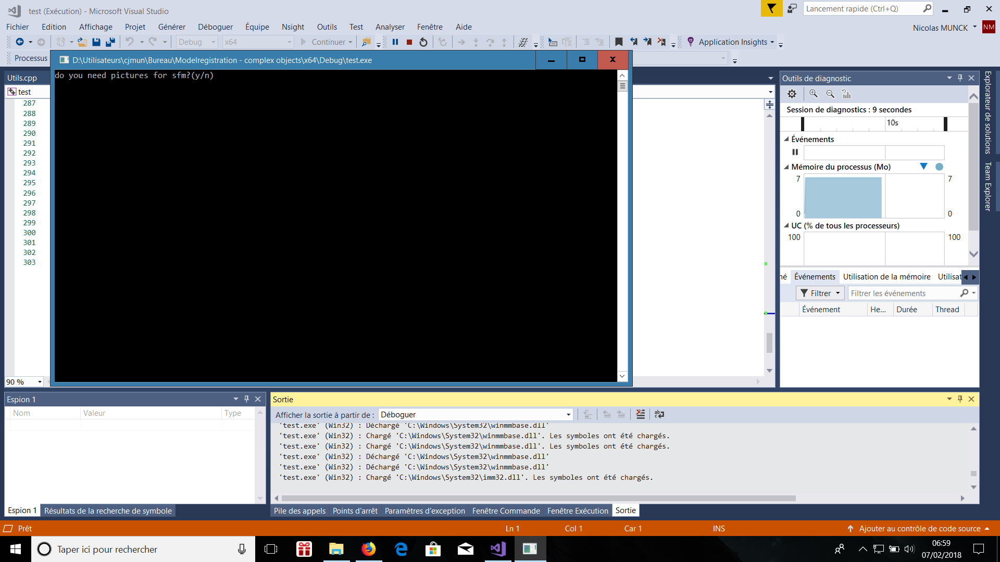 test (Exécution) - Microsoft Visual Studio
Lancement rapide (Ctrl+Q)
Fichier Edition Affichage Projet Générer Déboguer Équipe Nsight Outils Test Analyser Fenêtre Aide
Nicolas MUNCK NM
Debug x64 Continuer Application Insights
Processus
D:\Utilisateurs\cjmun\Bureau\Modelregistration - complex objects\x64\Debug\test.exe
do you need pictures for sfm?(y/n)
Utils.cpp
test
287
288
289
290
291
292
293
294
295
296
297
298
299
300
301
302
303
90 %
Outils de diagnostic
Session de diagnostics : 9 secondes
10s
Événements
Mémoire du processus (Mo)
7 7
0 0
UC (% de tous les processeurs)
100 100
né Événements Utilisation de la mémoire Utilisat
Filtrer Filtrer les événements
Événement He... Durée Thread
Explorateur de solutions
Team Explorer
Espion 1
Nom Valeur Type
Espion 1 Résultats de la recherche de symbole
Sortie
Afficher la sortie à partir de : Déboguer
'test.exe' (Win32) : Déchargé 'C:\Windows\System32\winmmbase.dll'
'test.exe' (Win32) : Chargé 'C:\Windows\System32\winmmbase.dll'. Les symboles ont été chargés.
'test.exe' (Win32) : Chargé 'C:\Windows\System32\winmmbase.dll'. Les symboles ont été chargés.
'test.exe' (Win32) : Déchargé 'C:\Windows\System32\winmmbase.dll'
'test.exe' (Win32) : Déchargé 'C:\Windows\System32\winmmbase.dll'
'test.exe' (Win32) : Chargé 'C:\Windows\System32\imm32.dll'. Les symboles ont été chargés.
Pile des appels Points d'arrêt Paramètres d'exception Fenêtre Commande Fenêtre Exécution Sortie
Prêt Ln 1 Col 1 Car 1 INS Ajouter au contrôle de code source
Taper ici pour rechercher
06:59
07/02/2018